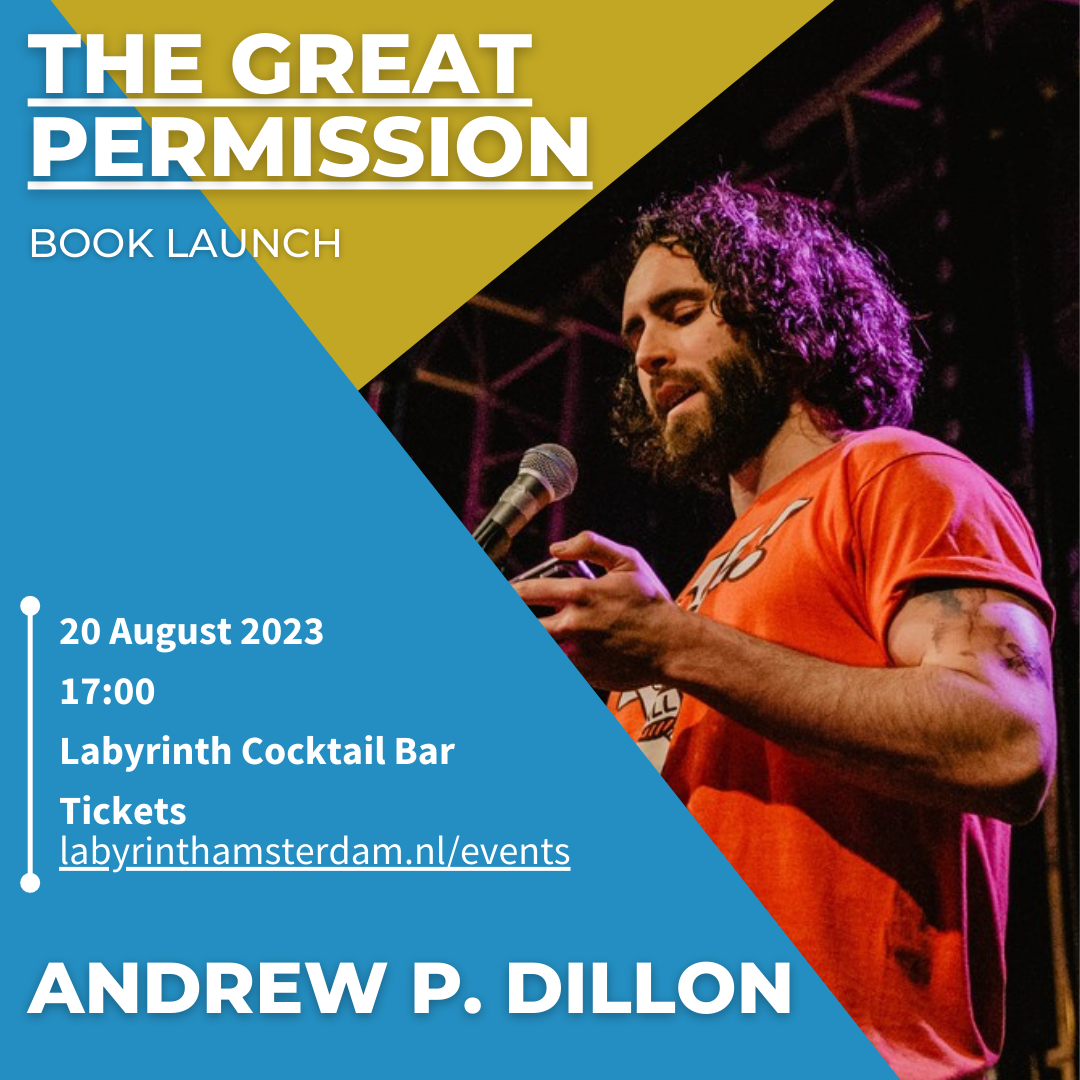 THE GREAT
PERMISSION
BOOK LAUNCH
20 August 2023
17:00
Labyrinth Cocktail Bar
Tickets
labyrinthamsterdam.nl/events
ANDREW P. DILLON